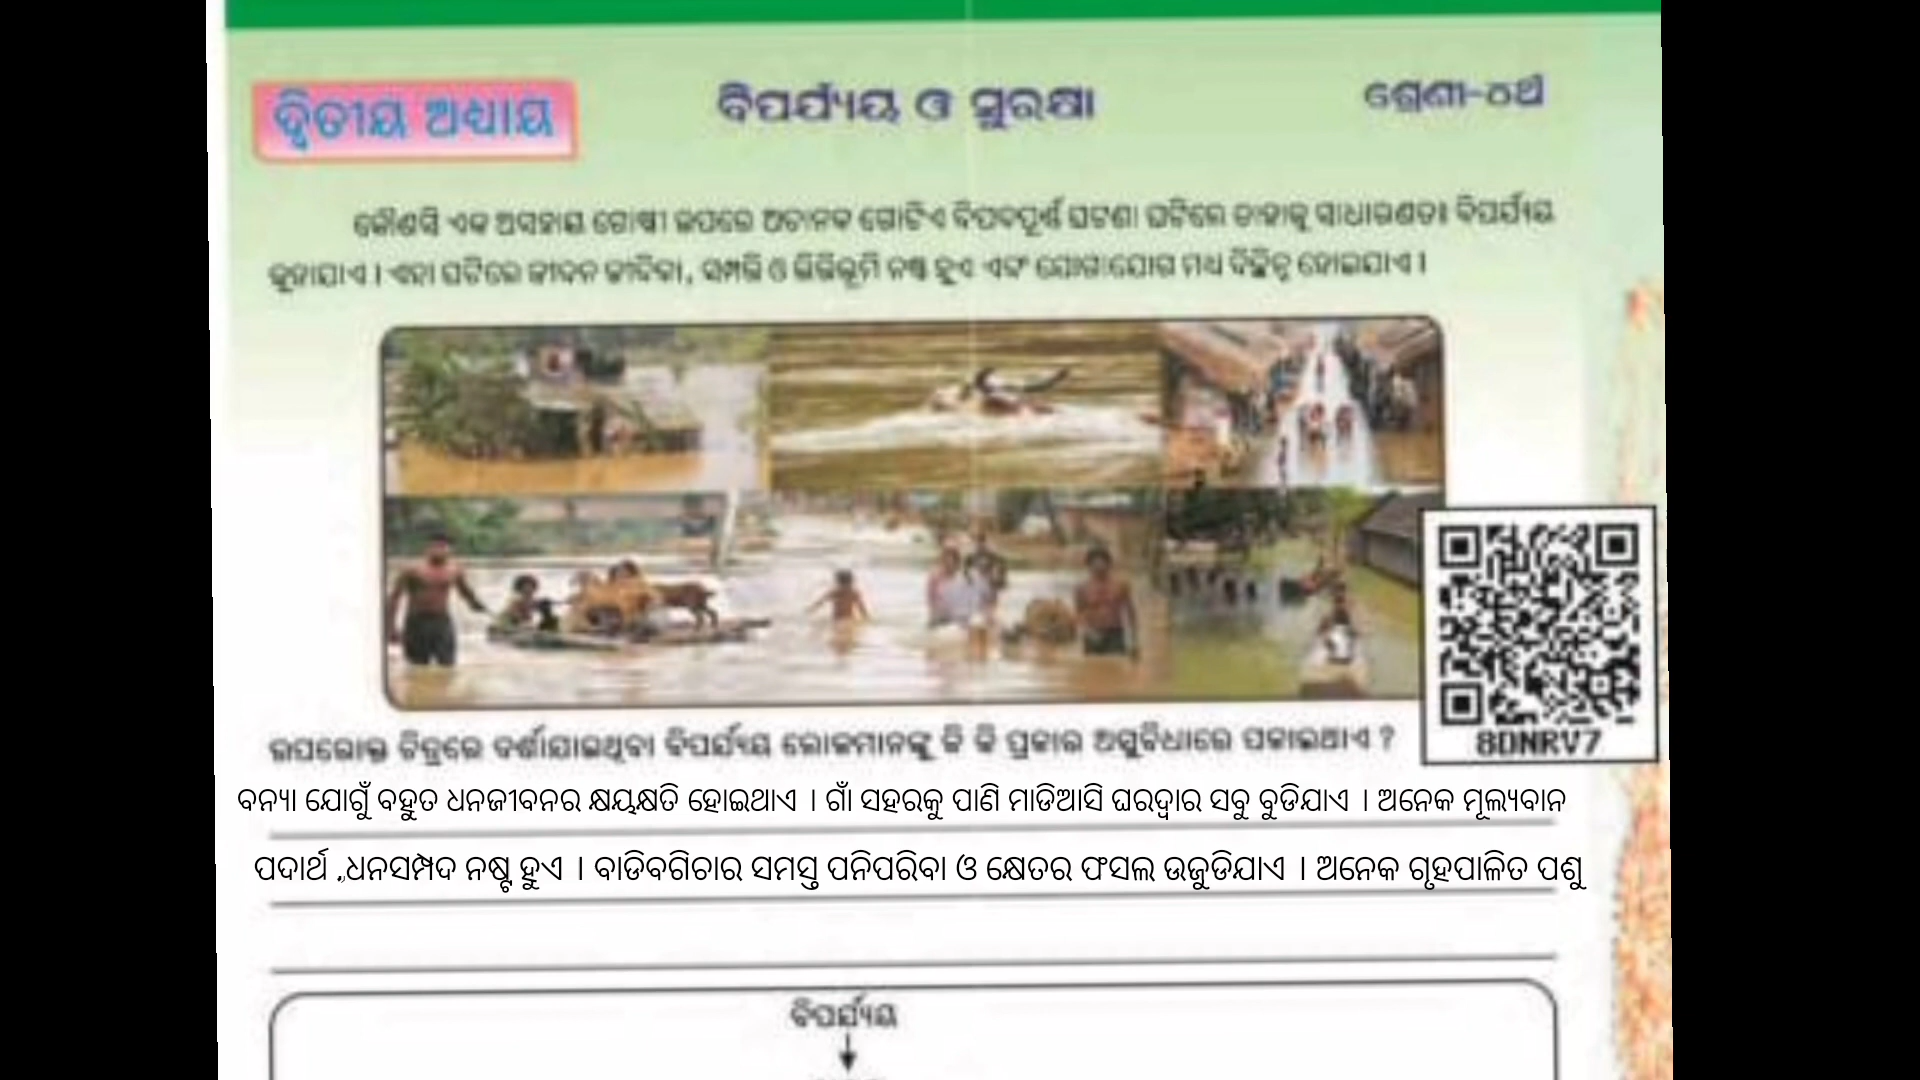 ଦ୍ୱିତୀୟ ଅଧ୍ୟାୟ
ବିପର୍ଯ୍ୟୟ ଓ ସୁରକ୍ଷା
ଶ୍ରେଣୀ-୪ର୍ଥ
କୌଣସି ଏକ ଅସହାୟ ଗୋଷ୍ଠୀ ଉପରେ ଅଚାନକ ଗୋଟିଏ ବିପଦପୂର୍ଣ୍ଣ ଘଟଣା ଘଟିଲେ ତାହାକୁ ସାଧାରଣତଃ ବିପର୍ଯ୍ୟୟ
କୁହାଯାଏ । ଏହା ଘଟିଲେ ଜୀବନ ଜୀବିକା, ସମ୍ପତ୍ତି ଓ ଭିତ୍ତିଭୂମି ନଷ୍ଟ ହୁଏ ଏବଂ ଯୋଗାଯୋଗ ମଧ୍ୟ ବିଚ୍ଛିନ୍ନ ହୋଇଯାଏ ।
8DNRV7
ଉପରୋକ୍ତ ଚିତ୍ରରେ ଦର୍ଶାଯାଇଥିବା ବିପର୍ଯ୍ୟୟ ଲୋକମାନଙ୍କୁ କି କି ପ୍ରକାର ଅସୁବିଧାରେ ପକାଇଥାଏ ?
ବନ୍ୟା ଯୋଗୁଁ ବହୁତ ଧନଜୀବନର କ୍ଷୟକ୍ଷତି ହୋଇଥାଏ । ଗାଁ ସହରକୁ ପାଣି ମାଡିଆସି ଘରଦ୍ୱାର ସବୁ ବୁଡିଯାଏ । ଅନେକ ମୂଲ୍ୟବାନ
ପଦାର୍ଥ ,ଧନସମ୍ପଦ ନଷ୍ଟ ହୁଏ । ବାଡିବଗିଚାର ସମସ୍ତ ପନିପରିବା ଓ କ୍ଷେତର ଫସଲ ଉଜୁଡିଯାଏ । ଅନେକ ଗୃହପାଳିତ ପଶୁ
ବିପର୍ଯ୍ୟୟ